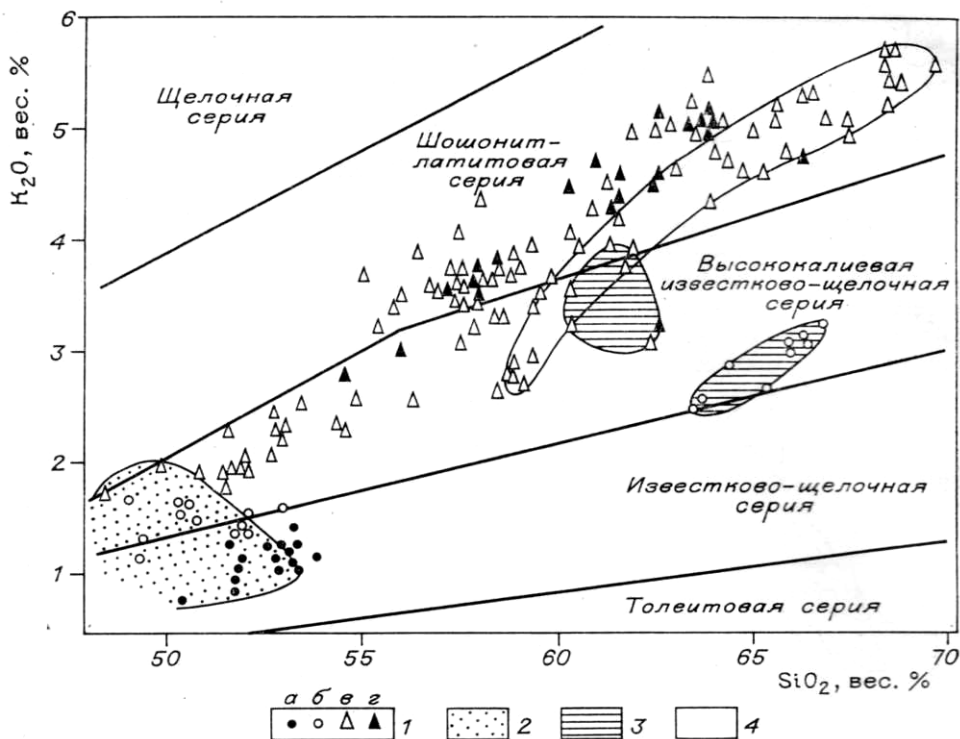 6
5
4
3
2
1
K₂O, вес. %
Щелочная
серия
Шошонит-
латитовая
серия
Высококалиевая
известково-щелочная
серия
Известково-щелочная
серия
Толеитовая серия
50
55
60
65
70
SiO₂, вес. %
а б в г
1
2
3
4